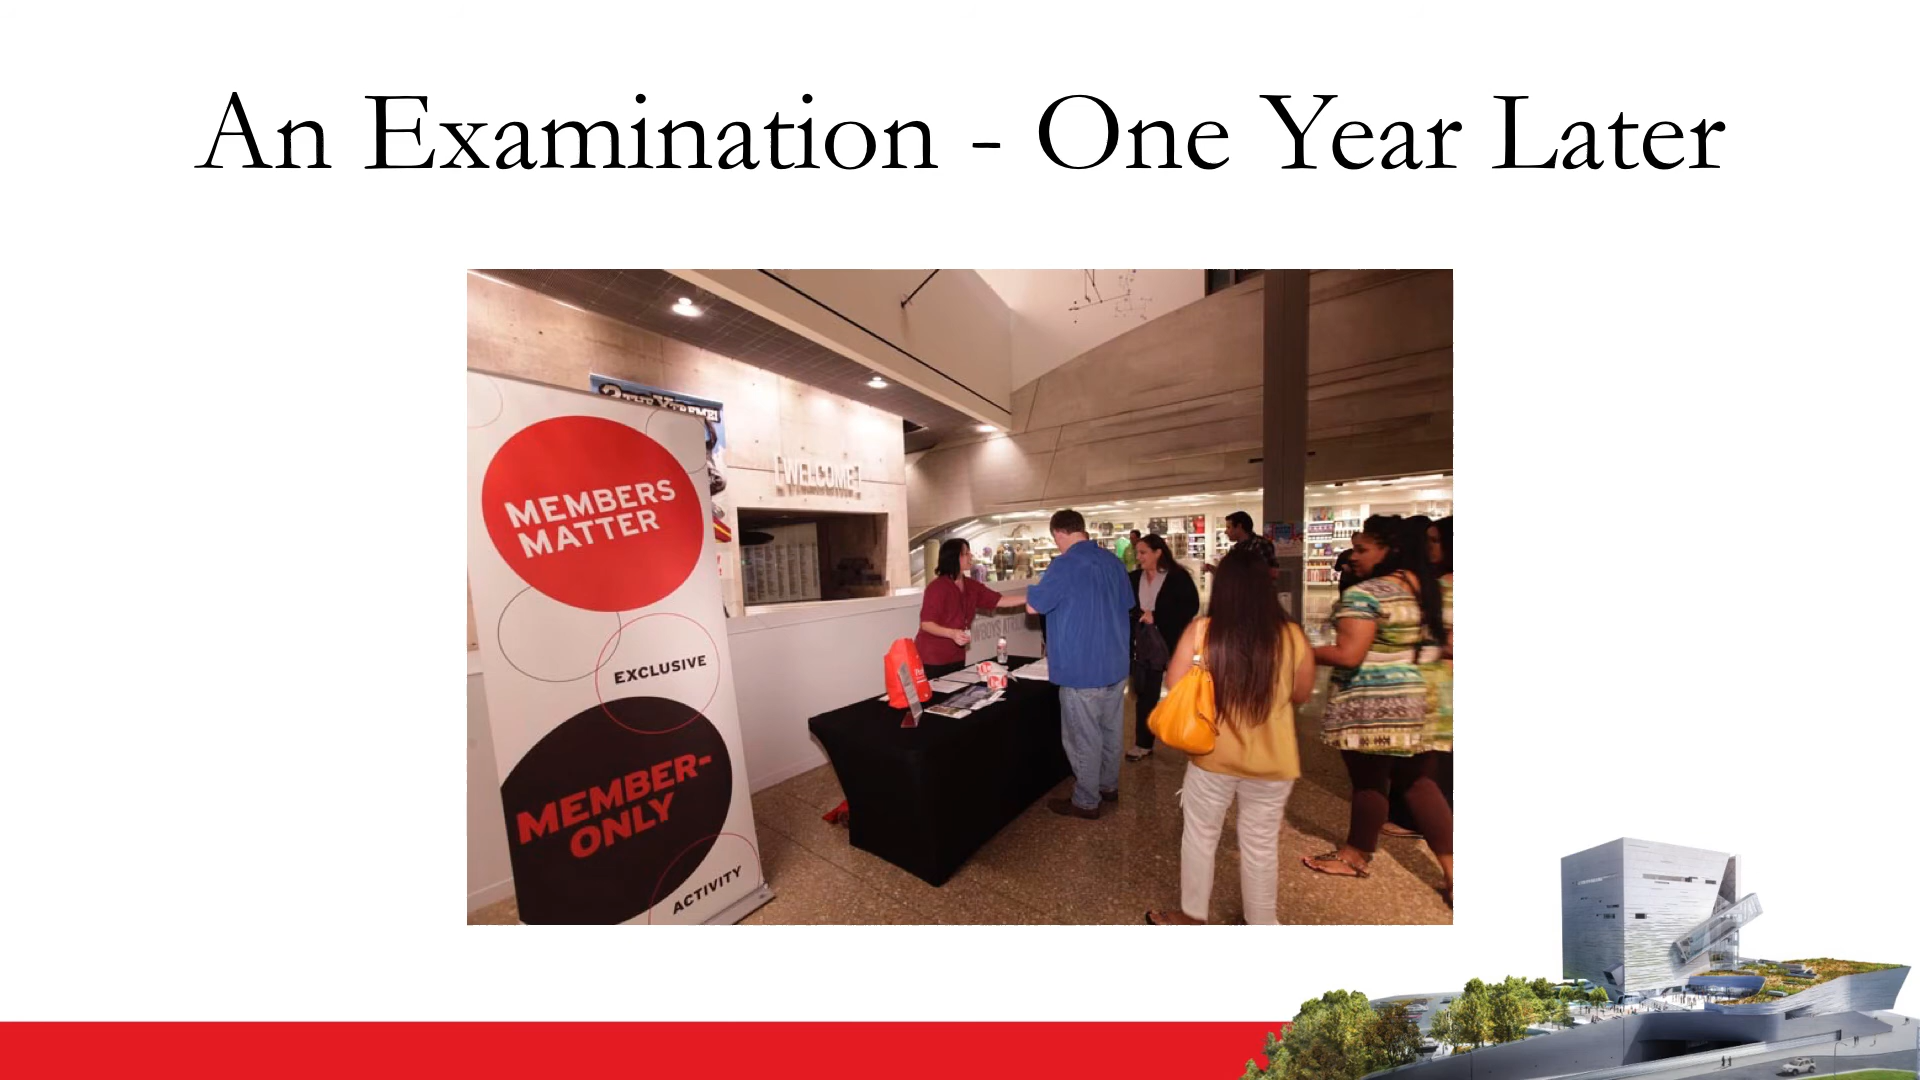 An Examination - One Year Later
[WELCOME]
MEMBERS
MATTER
EXCLUSIVE
MEMBER-
ONLY
ACTIVITY